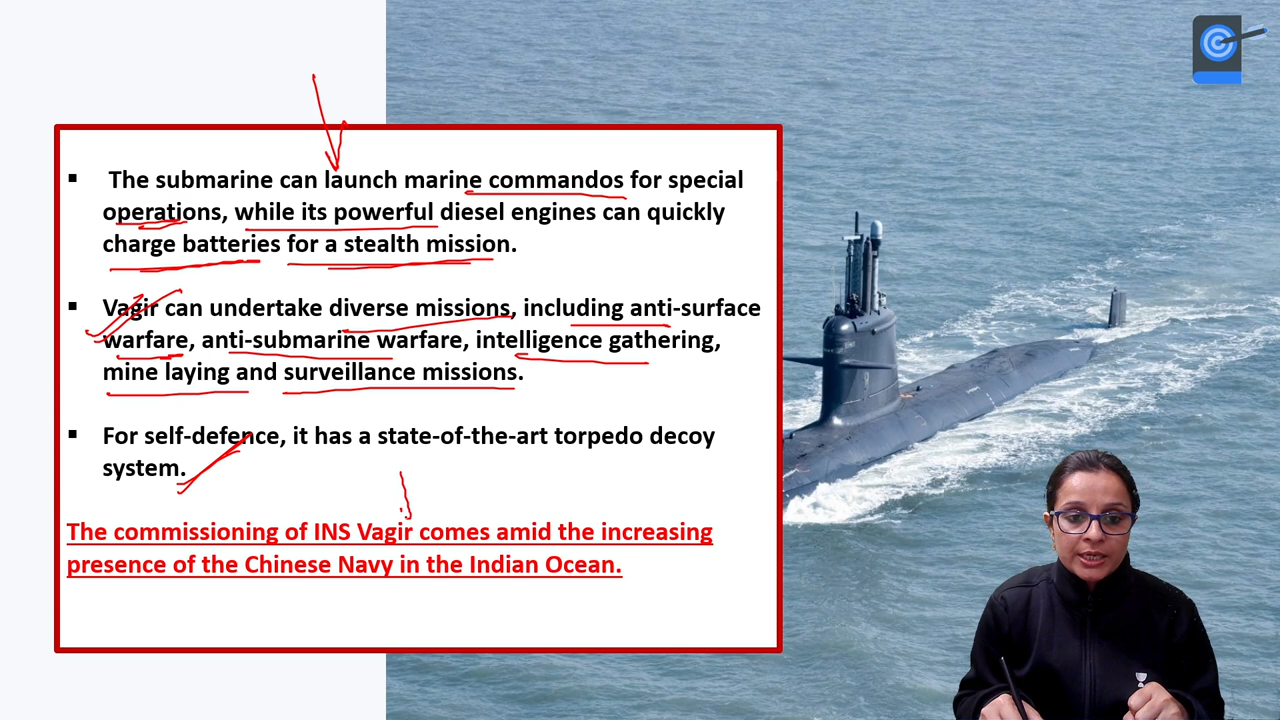 ▪ The submarine can launch marine commandos for special
operations, while its powerful diesel engines can quickly
charge batteries for a stealth mission.
▪ Vagir can undertake diverse missions, including anti-surface
warfare, anti-submarine warfare, intelligence gathering,
mine laying and surveillance missions.
▪ For self-defence, it has a state-of-the-art torpedo decoy
system.
The commissioning of INS Vagir comes amid the increasing
presence of the Chinese Navy in the Indian Ocean.